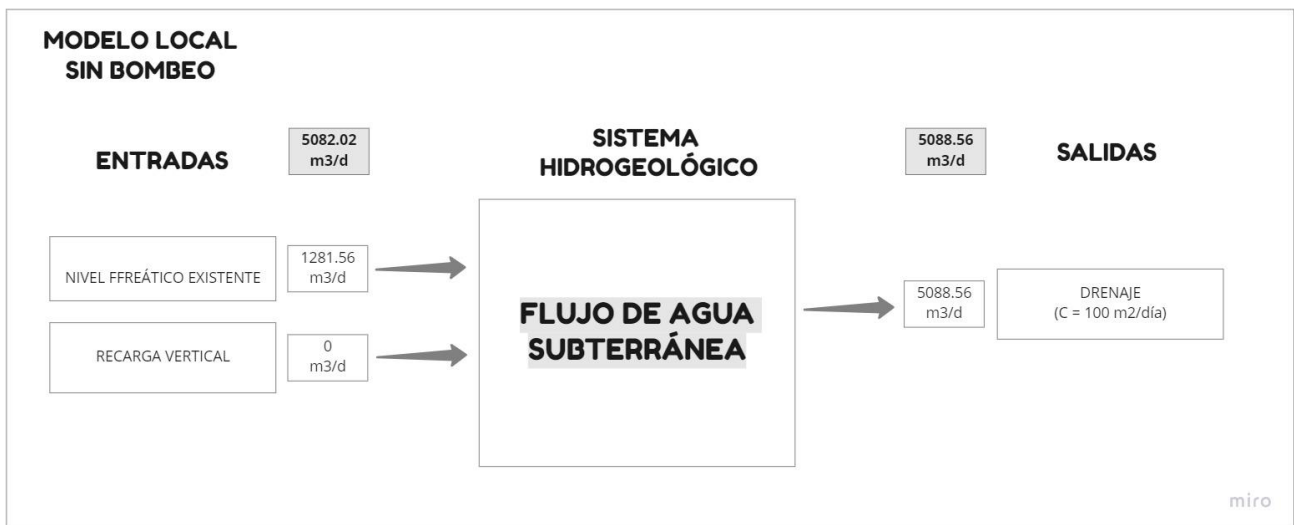 MODELO LOCAL
SIN BOMBEO
ENTRADAS
5082.02
m3/d
SISTEMA
HIDROGEOLÓGICO
5088.56
m3/d
SALIDAS
NIVEL FFREÁTICO EXISTENTE
1281.56
m3/d
RECARGA VERTICAL
0
m3/d
FLUJO DE AGUA
SUBTERRÁNEA
5088.56
m3/d
DRENAJE
(C = 100 m2/día)
miro